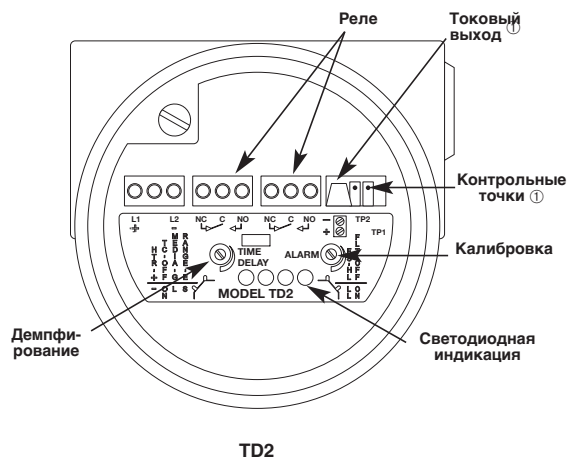 Реле
Токовый
выход ①
Контрольные
точки ①
L1
L2
NC C NO
NC C NO
TP2
TP1
TIME
DELAY
ALARM
Калибровка
MODEL TD2
Демпфи-
рование
Светодиодная
индикация
TD2